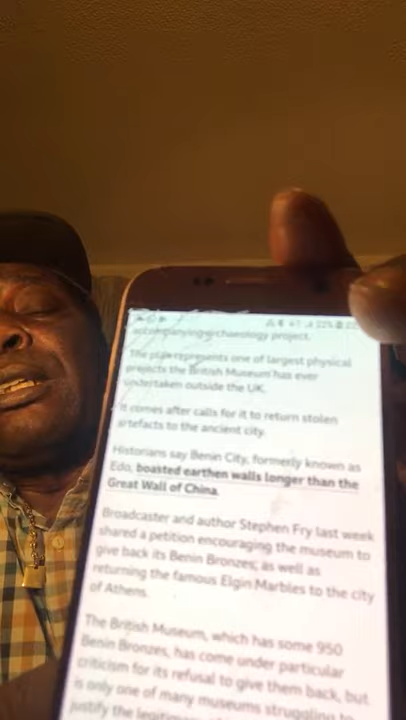 accompanying archaeology project.
The plan represents one of largest physical
projects the British Museum has ever
undertaken outside the UK.
It comes after calls for it to return stolen
artefacts to the ancient city.
Historians say Benin City, formerly known as
Edo, boasted earthen walls longer than the
Great Wall of China.
Broadcaster and author Stephen Fry last week
shared a petition encouraging the museum to
give back its Benin Bronzes, as well as
returning the famous Elgin Marbles to the city
of Athens.
The British Museum, which has some 950
Benin Bronzes, has come under particular
criticism for its refusal to give them back, but
is only one of many museums struggling to
justify the